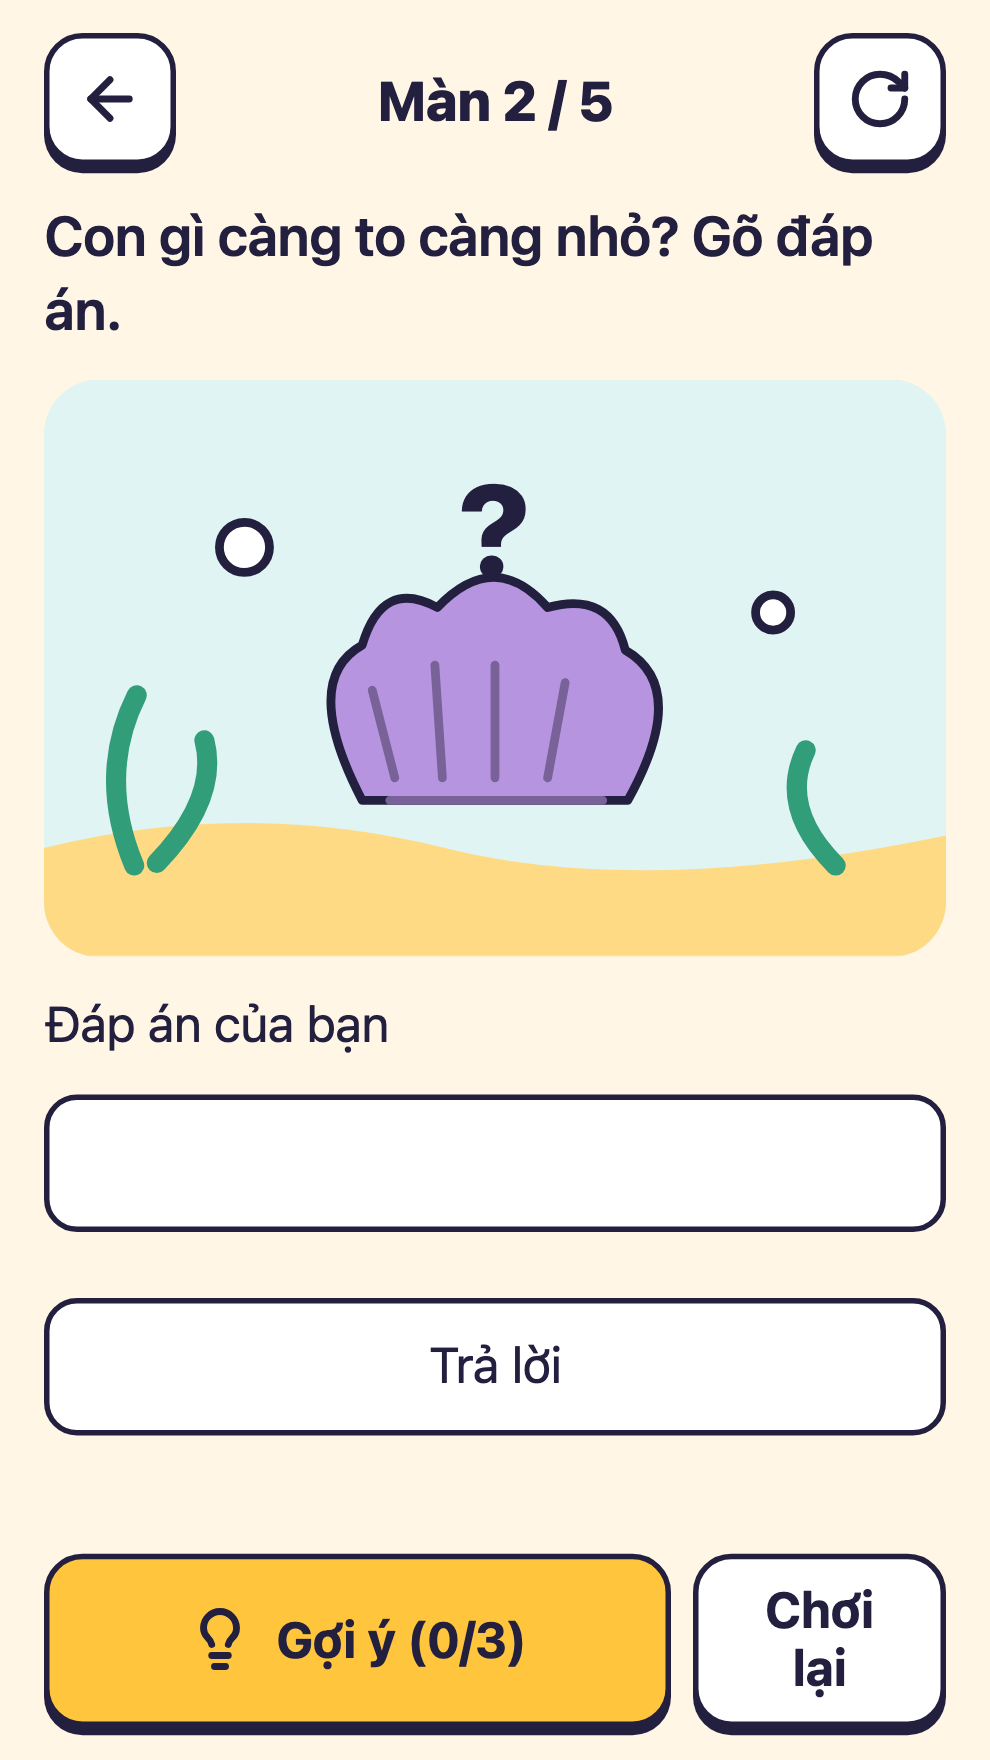 Màn 2 / 5
Con gì càng to càng nhỏ? Gõ đáp
án.
?
Đáp án của bạn
Trả lời
Gợi ý (0/3)
Chơi
lại